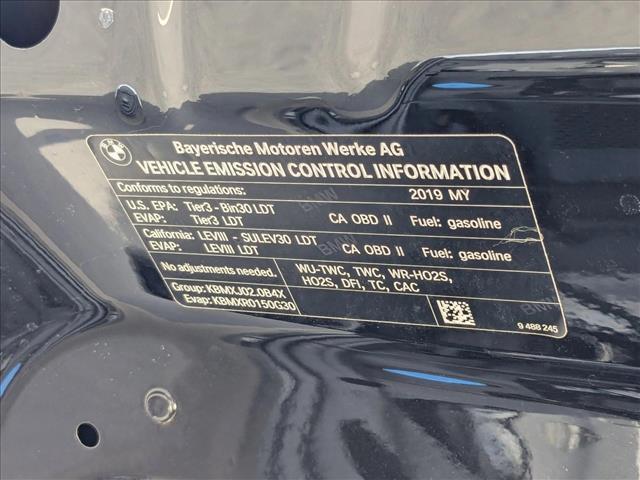 Bayerische Motoren Werke AG
VEHICLE EMISSION CONTROL INFORMATION
Conforms to regulations: 2019 MY
U.S. EPA: Tier3 - Bin30 LDT
EVAP: Tier3 LDT CA OBD II Fuel: gasoline
California: LEVIII - SULEV30 LDT
EVAP: LEVIII LDT CA OBD II Fuel: gasoline
No adjustments needed.
WU-TWC, TWC, WR-HO2S,
HO2S, DFI, TC, CAC
Group: KBMXJ02.0B4X
Evap: KBMXR0150G30
9 488 245